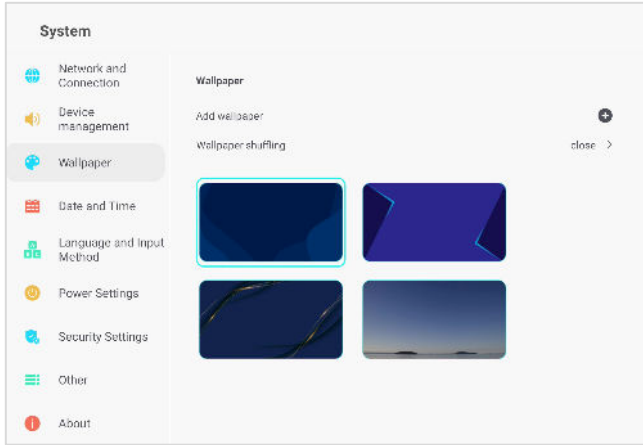 System
Network and
Connection
Device
management
Wallpaper
Date and Time
Language and Input
Method
Power Settings
Security Settings
Other
About
Wallpaper
Add wallpaper
Wallpaper shuffling
close >